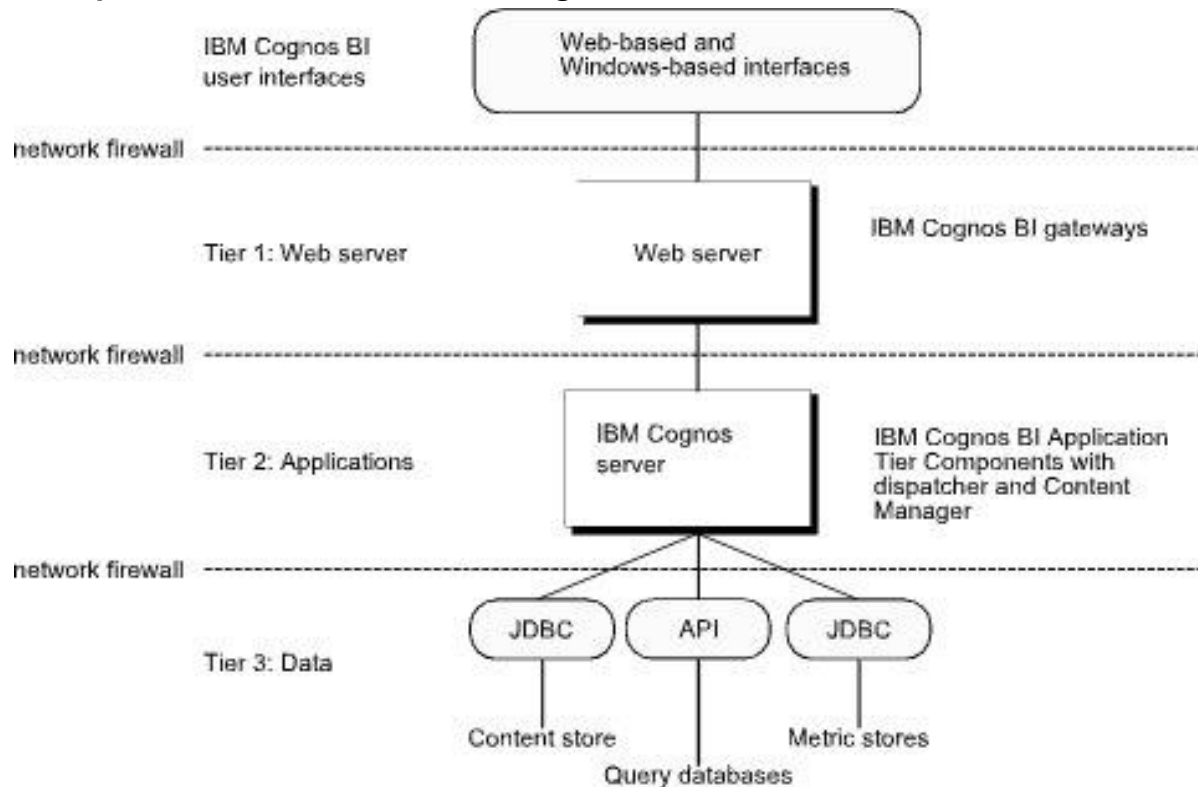 IBM Cognos BI
user interfaces
Web-based and
Windows-based interfaces
network firewall
Tier 1: Web server
Web server
IBM Cognos BI gateways
network firewall
Tier 2: Applications
IBM Cognos
server
IBM Cognos BI Application
Tier Components with
dispatcher and Content
Manager
network firewall
JDBC
API
JDBC
Tier 3: Data
Content store
Metric stores
Query databases